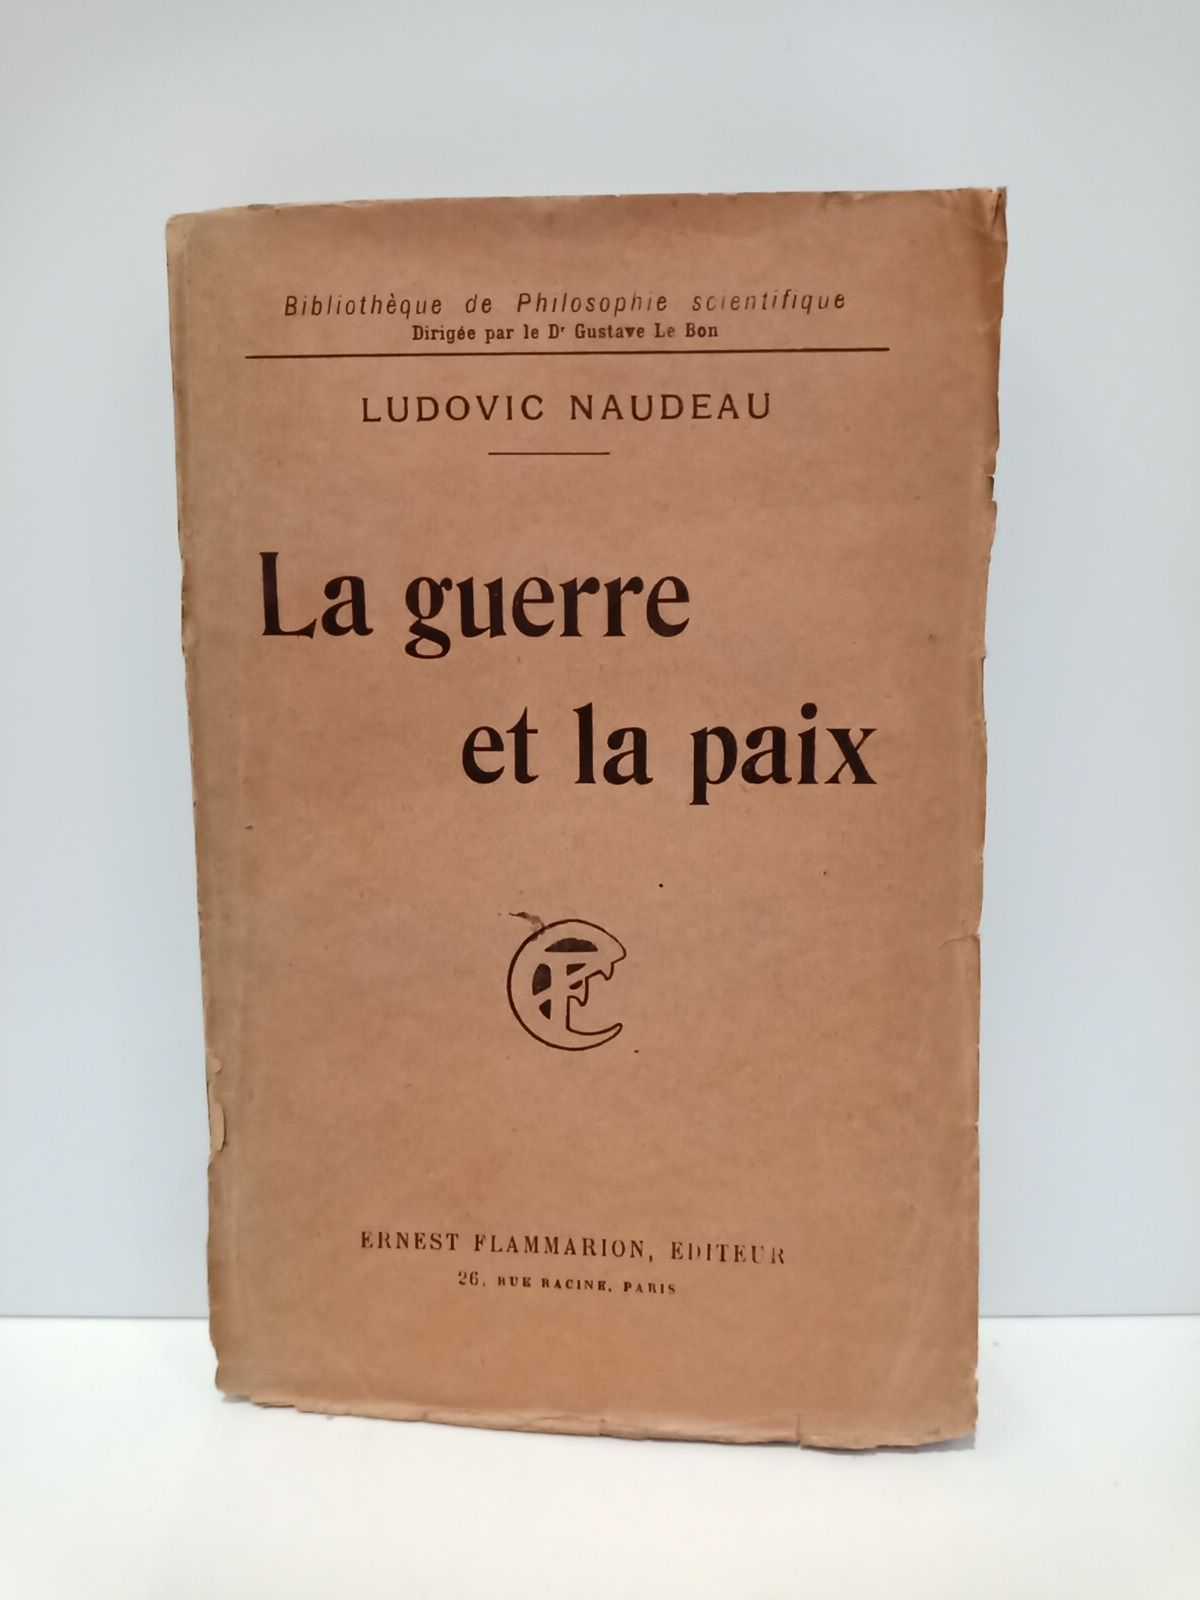 Bibliothèque de Philosophie scientifique
Dirigée par le Dr Gustave Le Bon
LUDOVIC NAUDEAU
La guerre
et la paix
EF
ERNEST FLAMMARION, EDITEUR
26, RUE RACINE, PARIS